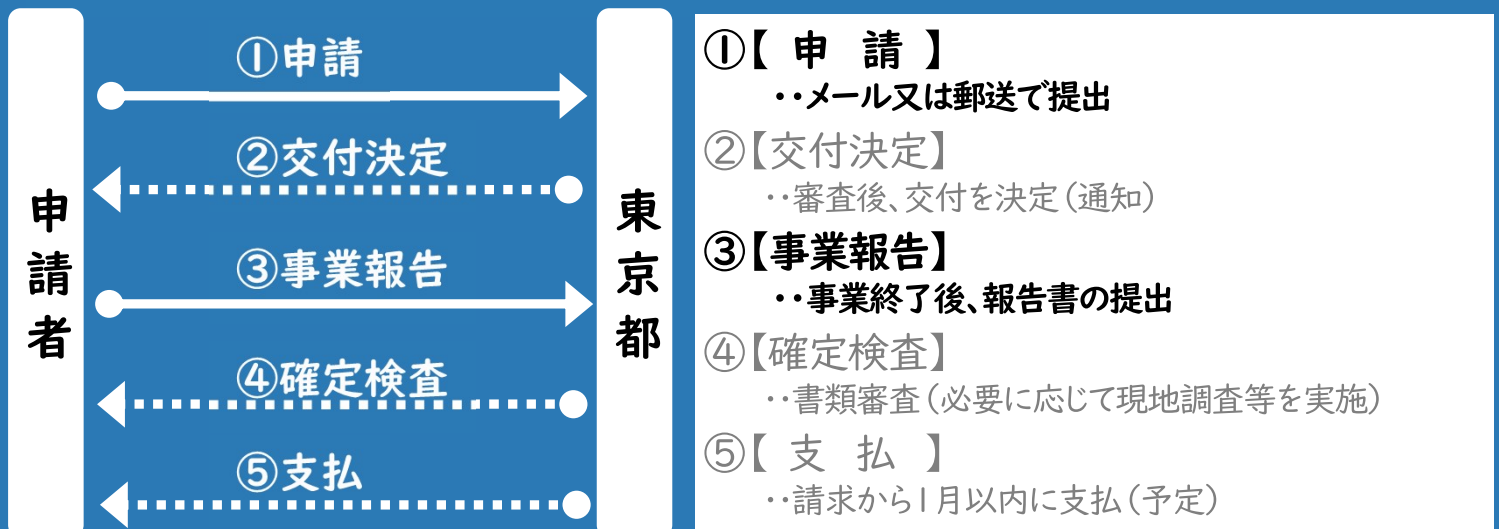 申請者
①申請
②交付決定
③事業報告
④確定検査
⑤支払
東京都
①【 申　請 】
‥メール又は郵送で提出
②【交付決定】
‥審査後、交付を決定（通知）
③【事業報告】
‥事業終了後、報告書の提出
④【確定検査】
‥書類審査（必要に応じて現地調査等を実施）
⑤【 支　払 】
‥請求から1月以内に支払（予定）